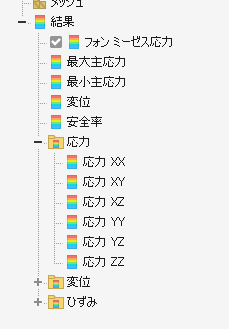 メッシュ
結果
フォン ミーゼス応力
最大主応力
最小主応力
変位
安全率
応力
応力 XX
応力 XY
応力 XZ
応力 YY
応力 YZ
応力 ZZ
変位
ひずみ